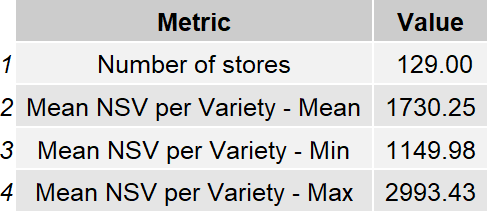 Metric Value
1 Number of stores 129.00
2 Mean NSV per Variety - Mean 1730.25
3 Mean NSV per Variety - Min 1149.98
4 Mean NSV per Variety - Max 2993.43